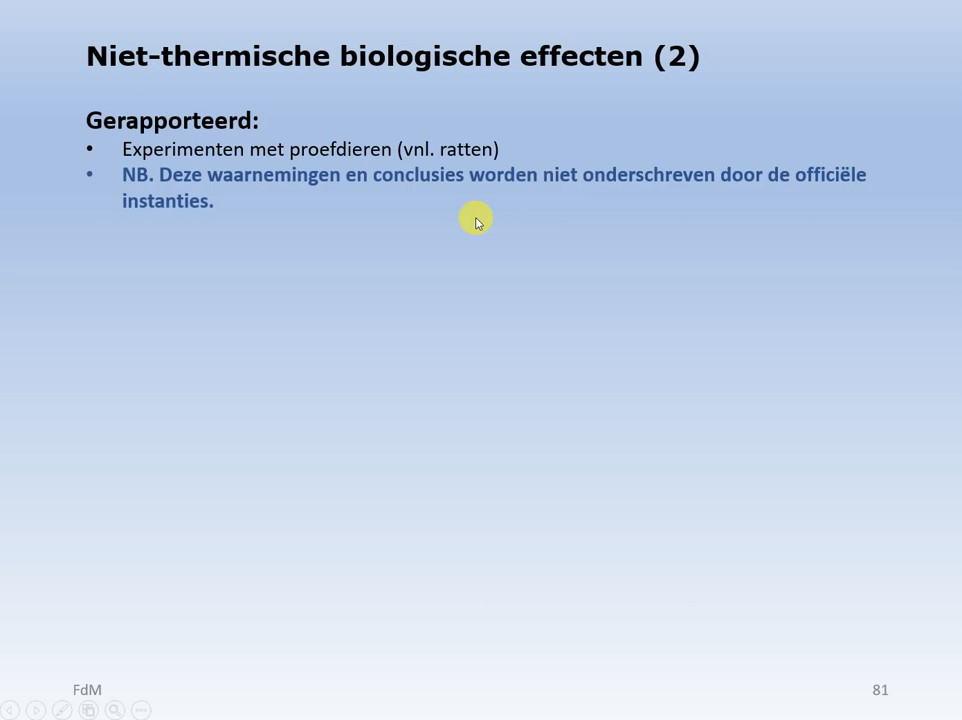 Niet-thermische biologische effecten (2)
Gerapporteerd:
• Experimenten met proefdieren (vnl. ratten)
• NB. Deze waarnemingen en conclusies worden niet onderschreven door de officiële
instanties.
FdM
81